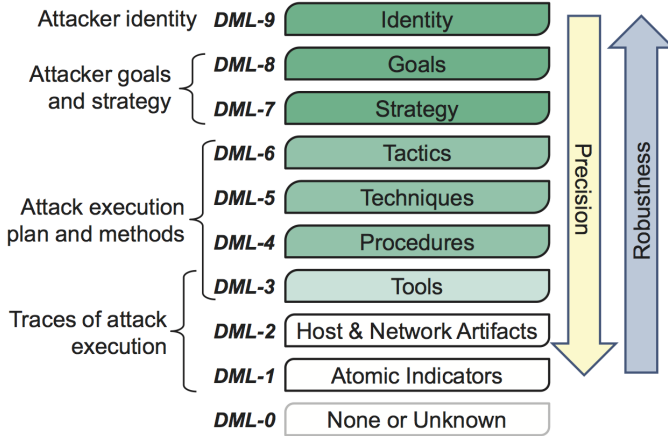 Attacker identity DML-9 Identity
Attacker goals
and strategy
DML-8 Goals
DML-7 Strategy
Attack execution
plan and methods
DML-6 Tactics
DML-5 Techniques
DML-4 Procedures
DML-3 Tools
Traces of attack
execution
DML-2 Host & Network Artifacts
DML-1 Atomic Indicators
DML-0 None or Unknown
Precision
Robustness